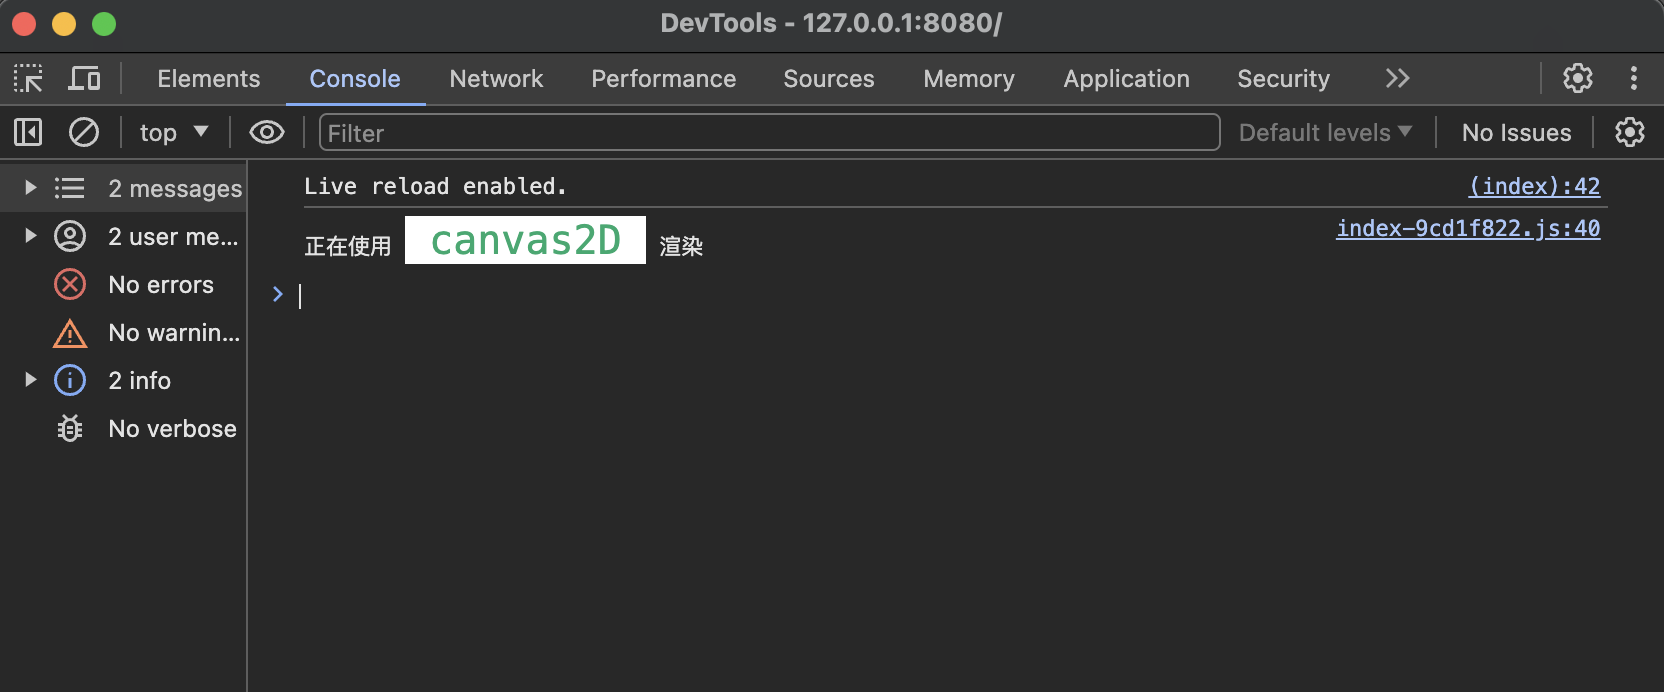 DevTools - 127.0.0.1:8080/
Elements Console Network Performance Sources Memory Application Security
top Filter Default levels No Issues
2 messages
2 user me...
No errors
No warnin...
2 info
No verbose
Live reload enabled. (index):42
正在使用 canvas2D 渲染 index-9cd1f822.js:40